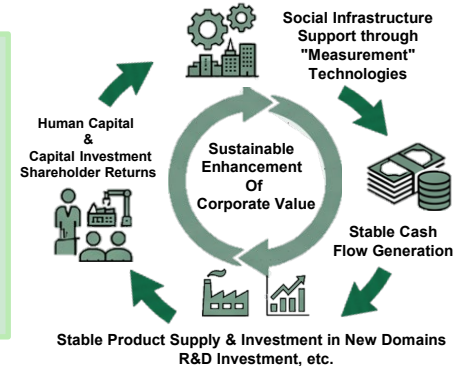 Social Infrastructure
Support through
"Measurement"
Technologies
Human Capital
&
Capital Investment
Shareholder Returns
Sustainable
Enhancement
Of
Corporate Value
Stable Cash
Flow Generation
Stable Product Supply & Investment in New Domains
R&D Investment, etc.